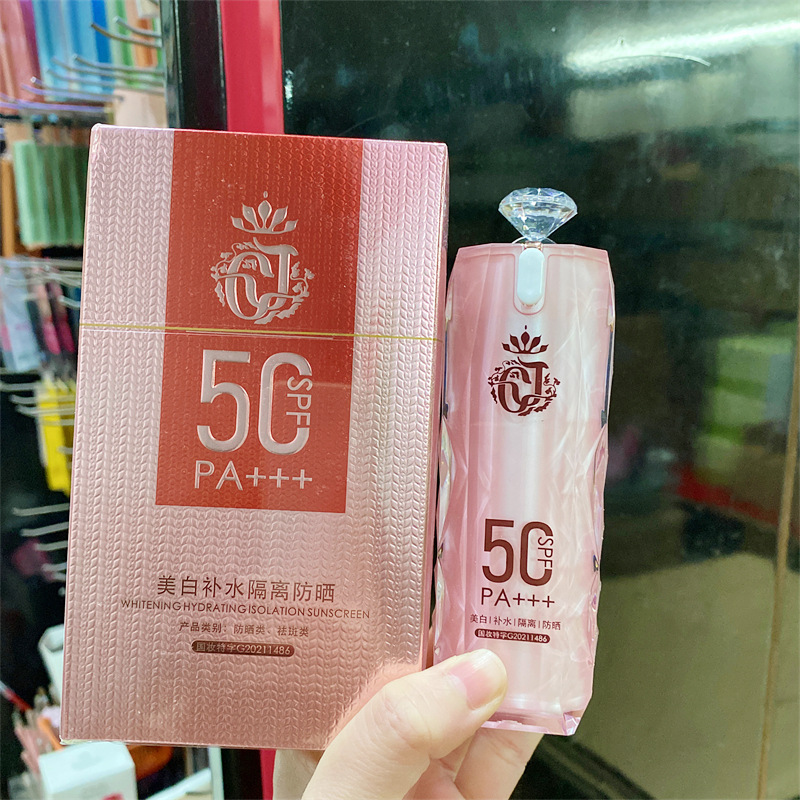 50
SPF
PA+++
美白补水隔离防晒
WHITENING HYDRATING ISOLATION SUNSCREEN
产品类别：防晒类、祛斑类
国妆特字G20211486
50
SPF
PA+++
美白|补水|隔离|防晒
国妆特字G20211486